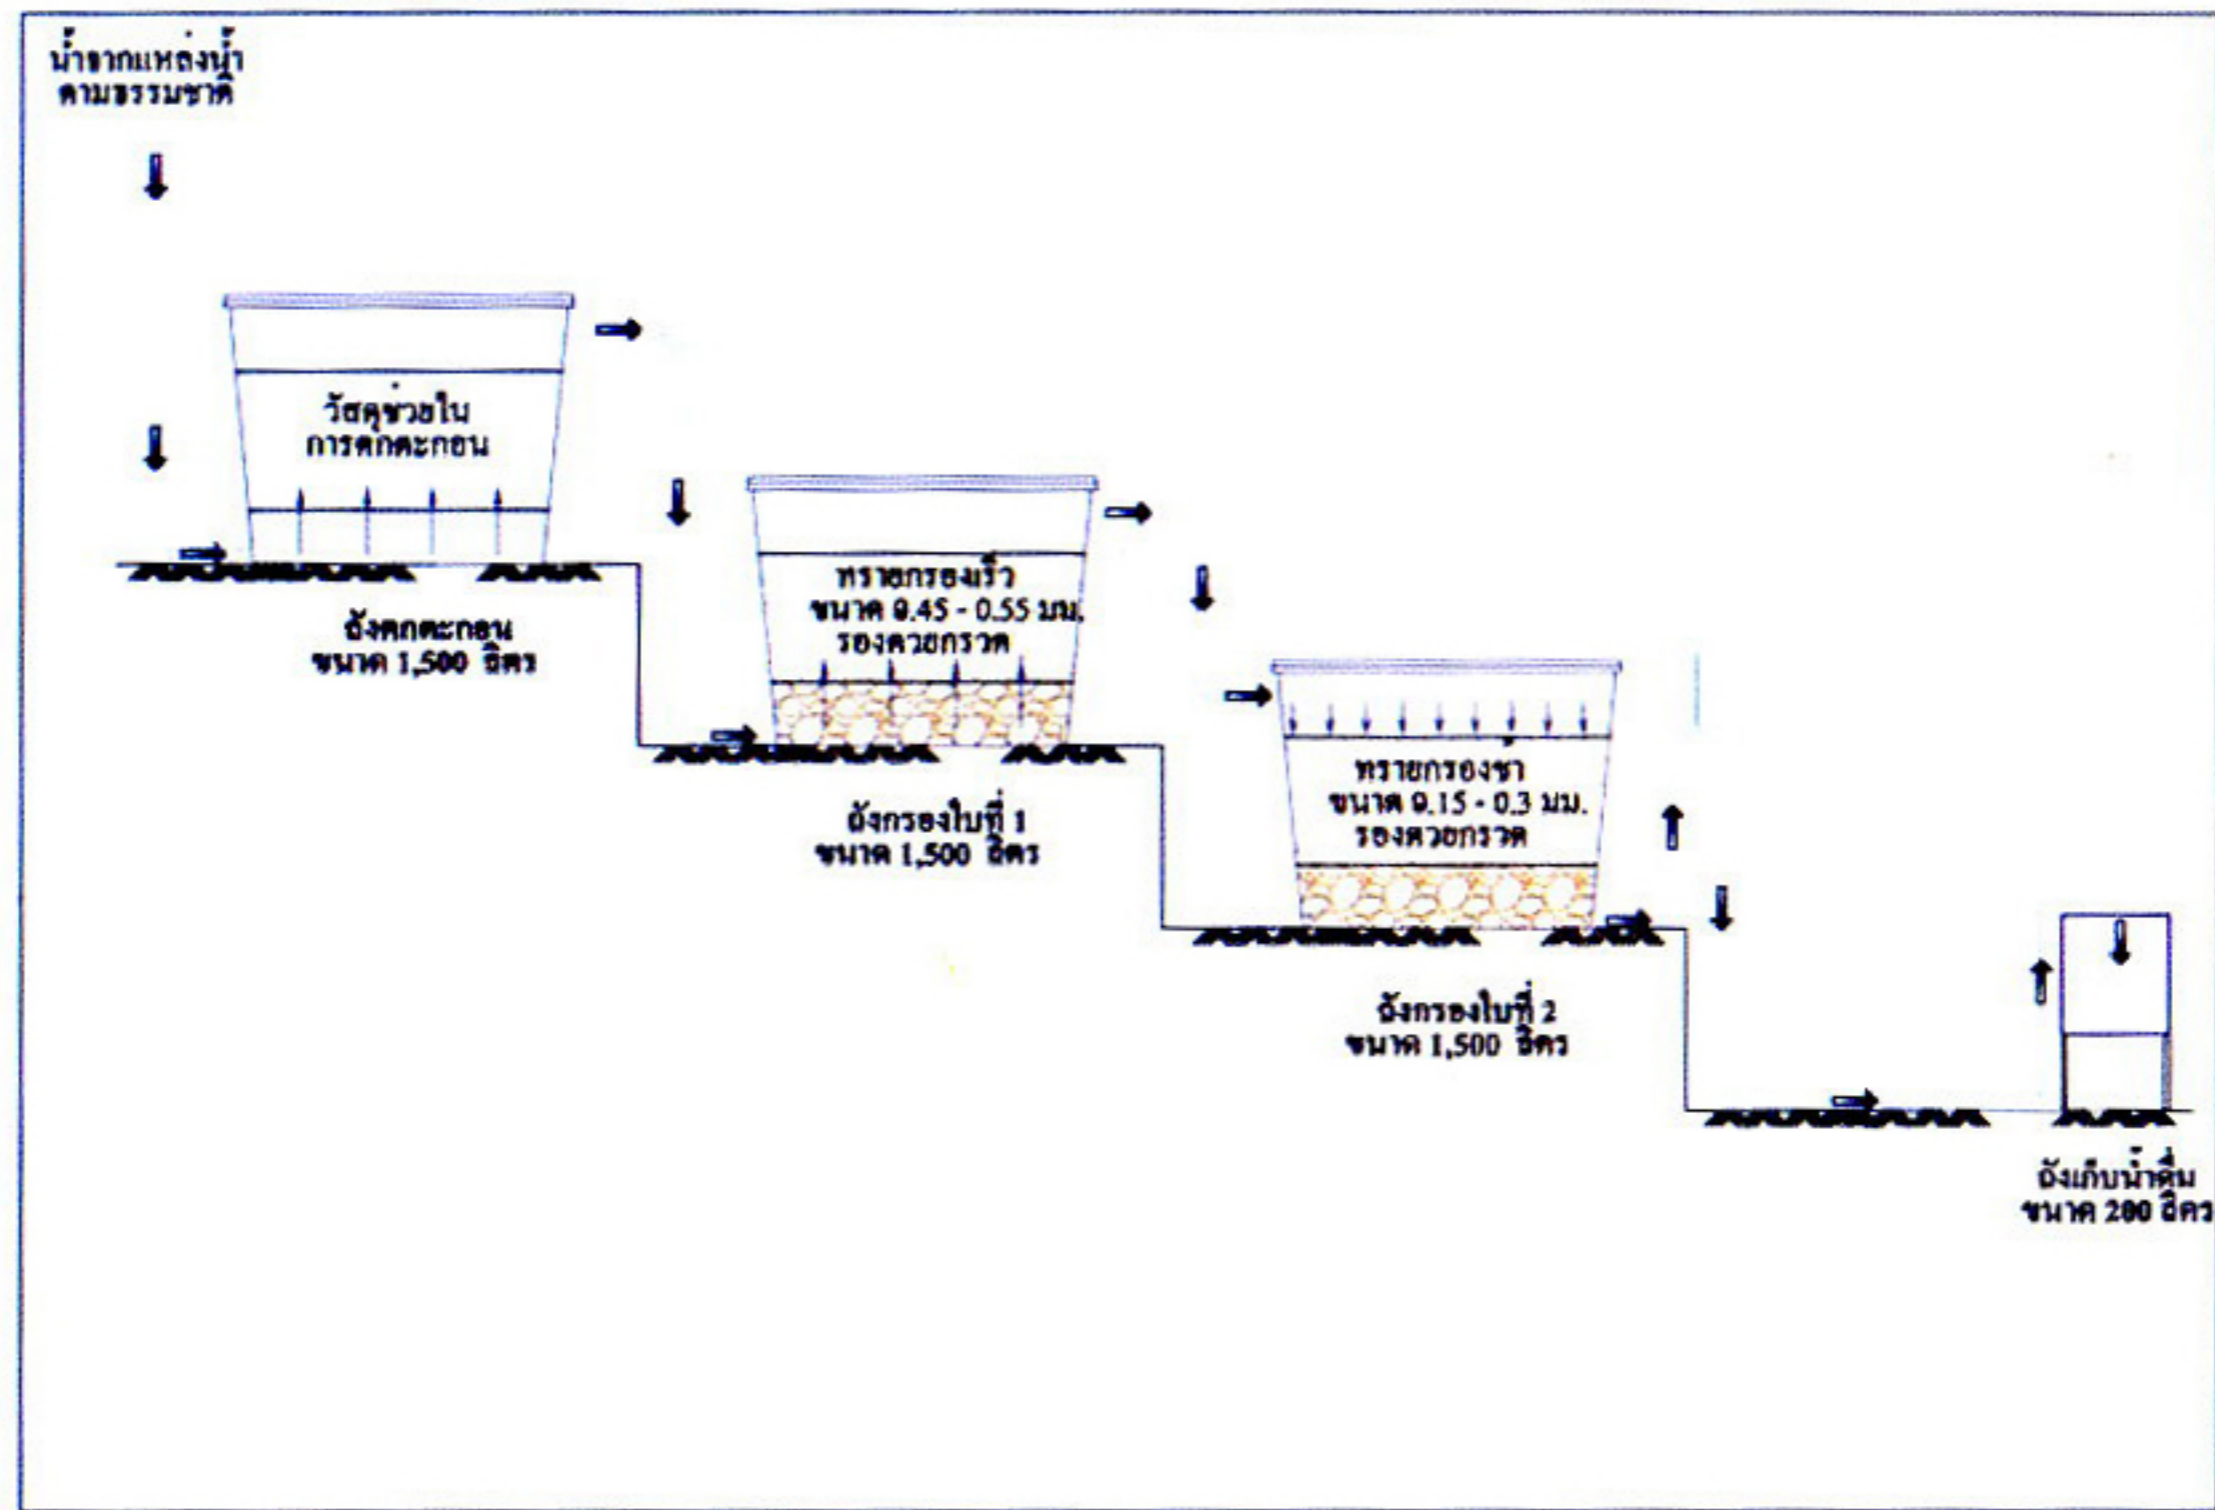 น้ำจากแหล่งน้ำ
ตามธรรมชาติ
วัสดุช่วยใน
การตกตะกอน
ถังตกตะกอน
ขนาด 1,500 ลิตร
ทรายกรองเร็ว
ขนาด 0.45 - 0.55 มม.
รองด้วยกรวด
ถังกรองใบที่ 1
ขนาด 1,500 ลิตร
ทรายกรองช้า
ขนาด 0.15 - 0.3 มม.
รองด้วยกรวด
ถังกรองใบที่ 2
ขนาด 1,500 ลิตร
ถังเก็บน้ำดื่ม
ขนาด 200 ลิตร